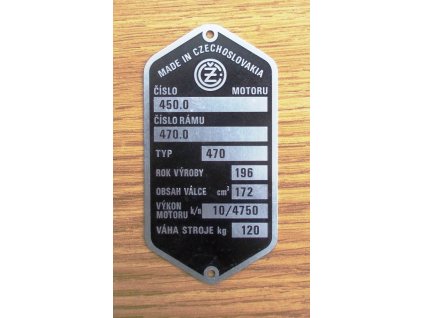 MADE IN CZECHOSLOVAKIA
ČZ
ČÍSLO MOTORU
450.0
ČÍSLO RÁMU
470.0
TYP 470
ROK VÝROBY 196
OBSAH VÁLCE cm³ 172
VÝKON MOTORU k/n 10/4750
VÁHA STROJE kg 120